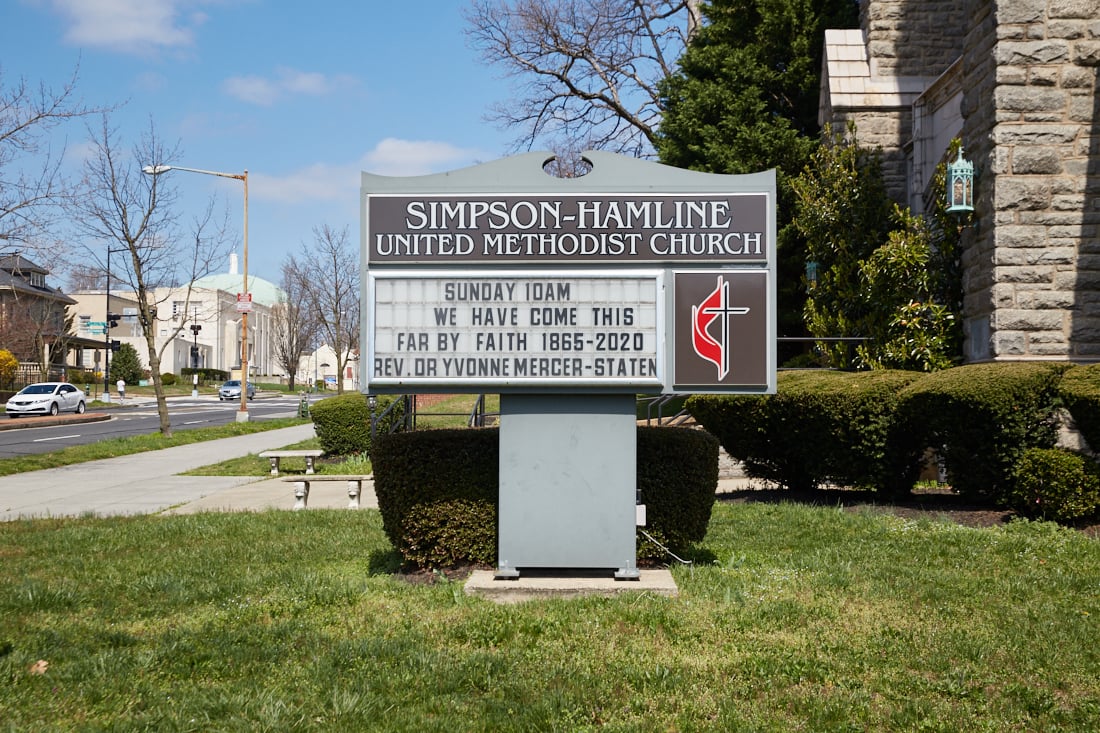 SIMPSON-HAMLINE
UNITED METHODIST CHURCH
SUNDAY 10AM
WE HAVE COME THIS
FAR BY FAITH 1865-2020
REV. DR YVONNE MERCER-STATEN